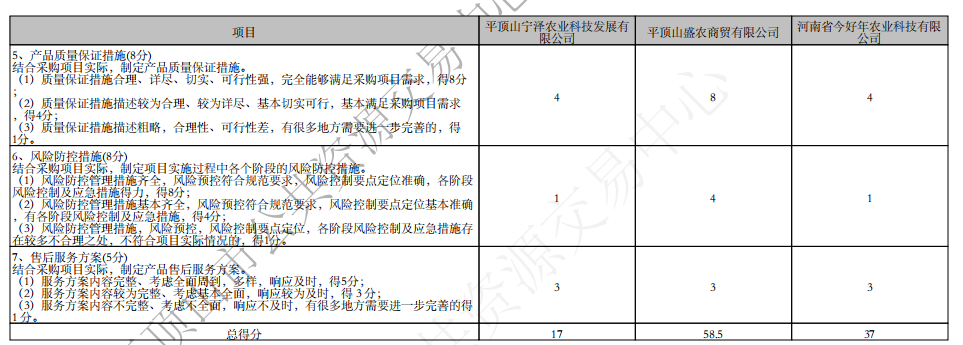 项目
平顶山宁泽农业科技发展有
限公司
平顶山盛农商贸有限公司
河南省今好年农业科技有限
公司
5、产品质量保证措施(8分)
结合采购项目实际，制定产品质量保证措施。
（1）质量保证措施合理、详尽、切实、可行性强，完全能够满足采购项目需求，得8分
；
（2）质量保证措施描述较为合理、较为详尽、基本切实可行，基本满足采购项目需求
，得4分；
（3）质量保证措施描述粗略，合理性、可行性差，有很多地方需要进一步完善的，得
1分。
4
8
4
6、风险防控措施(8分)
结合采购项目实际，制定项目实施过程中各个阶段的风险防控措施。
（1）风险防控管理措施齐全，风险预控符合规范要求，风险控制要点定位准确，各阶段
风险控制及应急措施得力，得8分；
（2）风险防控管理措施基本齐全，风险预控符合规范要求，风险控制要点定位基本准确
，有各阶段风险控制及应急措施，得4分；
（3）风险防控管理措施，风险预控，风险控制要点定位，各阶段风险控制及应急措施存
在较多不合理之处，不符合项目实际情况的，得1分。
1
4
1
7、售后服务方案(5分)
结合采购项目实际，制定产品售后服务方案。
（1）服务方案内容完整、考虑全面周到，多样，响应及时，得5分；
（2）服务方案内容较为完整、考虑基本全面，响应较为及时，得 3 分；
（3）服务方案内容不完整、考虑不全面，响应不及时，有很多地方需要进一步完善的得
1 分。
3
3
3
总得分
17
58.5
37
顶山市公共资源交易中心
共资源交易中心